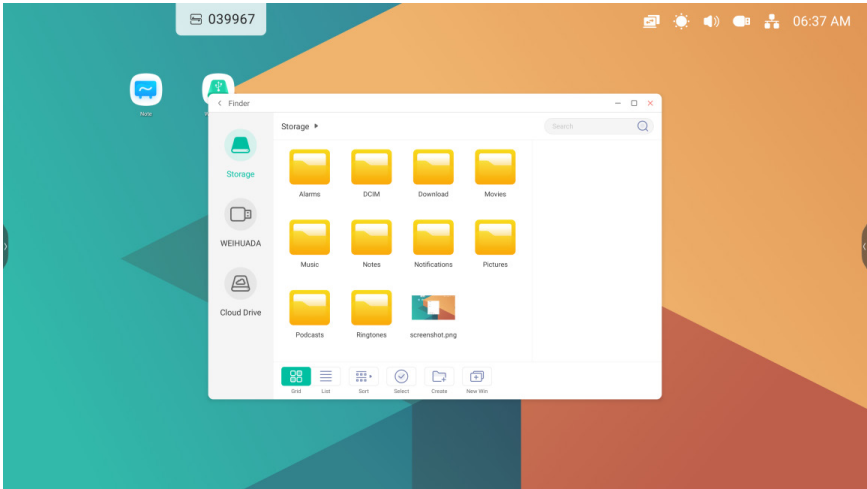 039967
06:37 AM
Note
Finder
Storage
Search
Storage
WEIHUADA
Cloud Drive
Alarms
DCIM
Download
Movies
Music
Notes
Notifications
Pictures
Podcasts
Ringtones
screenshot.png
Grid
List
Sort
Select
Create
New Win